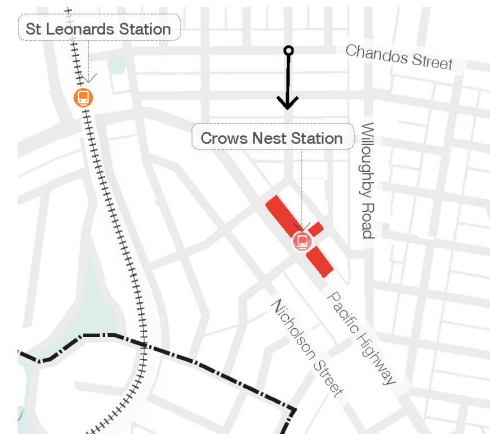 St Leonards Station
Chandos Street
Crows Nest Station
Willoughby Road
Nicholson Street
Pacific Highway